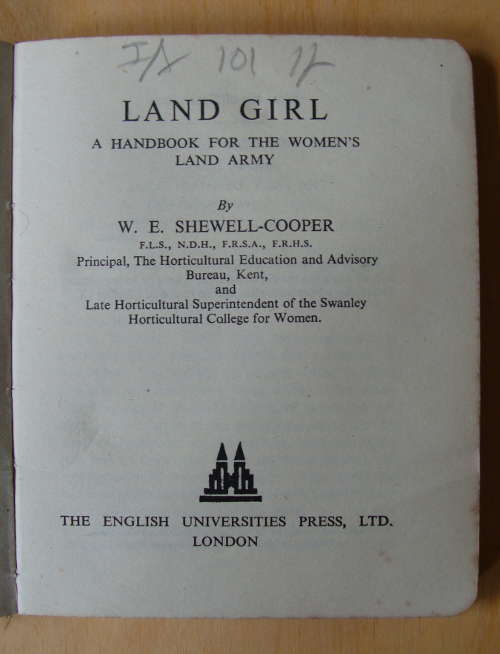 LAND GIRL
A HANDBOOK FOR THE WOMEN'S
LAND ARMY
By
W. E. SHEWELL-COOPER
F.L.S., N.D.H., F.R.S.A., F.R.H.S.
Principal, The Horticultural Education and Advisory
Bureau, Kent,
and
Late Horticultural Superintendent of the Swanley
Horticultural College for Women.
THE ENGLISH UNIVERSITIES PRESS, LTD.
LONDON